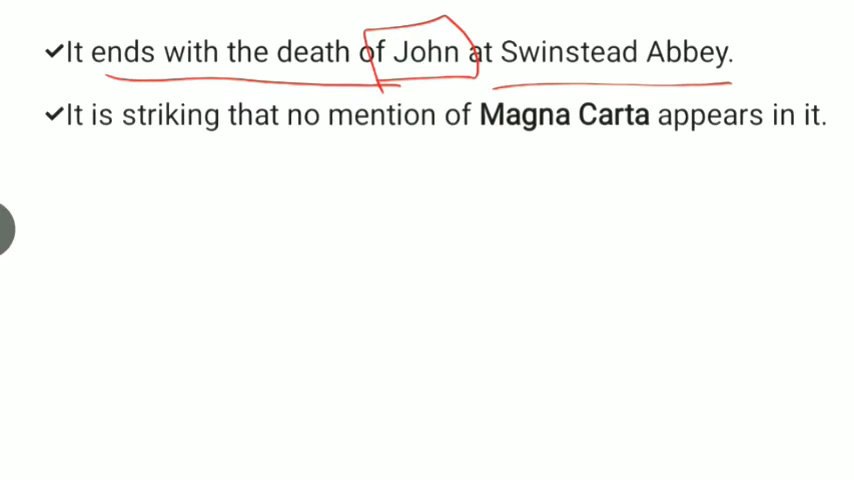 ✓It ends with the death of John at Swinstead Abbey.
✓It is striking that no mention of Magna Carta appears in it.